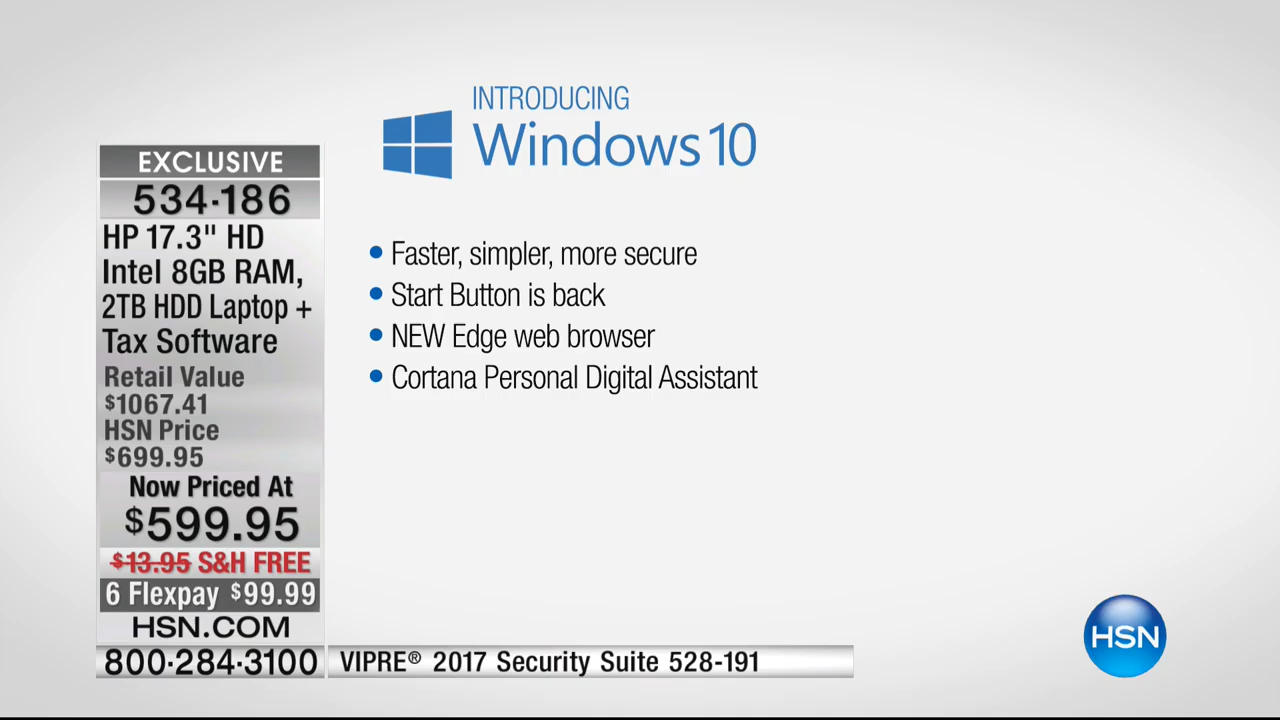 INTRODUCING
Windows 10
• Faster, simpler, more secure
• Start Button is back
• NEW Edge web browser
• Cortana Personal Digital Assistant
EXCLUSIVE
534·186
HP 17.3" HD
Intel 8GB RAM,
2TB HDD Laptop +
Tax Software
Retail Value
$1067.41
HSN Price
$699.95
Now Priced At
$599.95
$13.95 S&H FREE
6 Flexpay $99.99
HSN.COM
800·284·3100
VIPRE® 2017 Security Suite 528-191
HSN